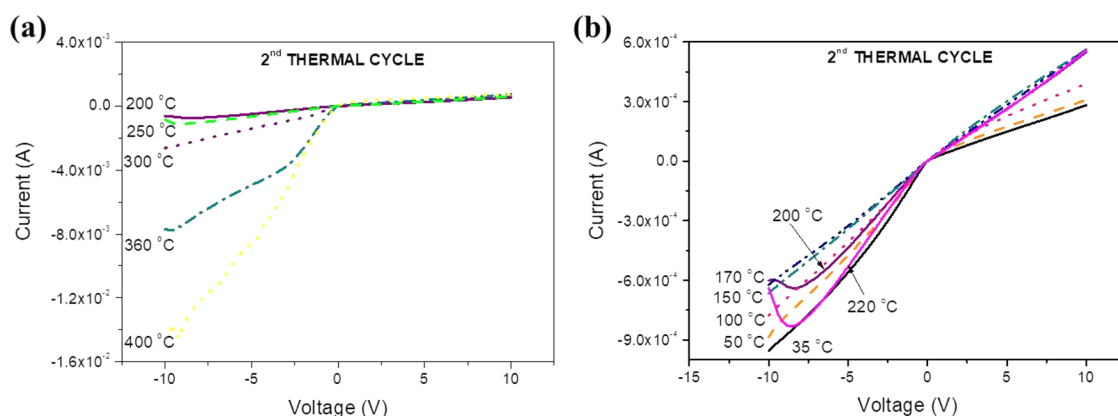 (a)
2nd THERMAL CYCLE
4.0x10-3
0.0
-4.0x10-3
-8.0x10-3
-1.2x10-2
-1.6x10-2
Current (A)
200 °C
250 °C
300 °C
360 °C
400 °C
-10 -5 0 5 10
Voltage (V)
(b)
2nd THERMAL CYCLE
6.0x10-4
3.0x10-4
0.0
-3.0x10-4
-6.0x10-4
-9.0x10-4
Current (A)
200 °C
170 °C
150 °C
100 °C
50 °C
220 °C
35 °C
-15 -10 -5 0 5 10
Voltage (V)